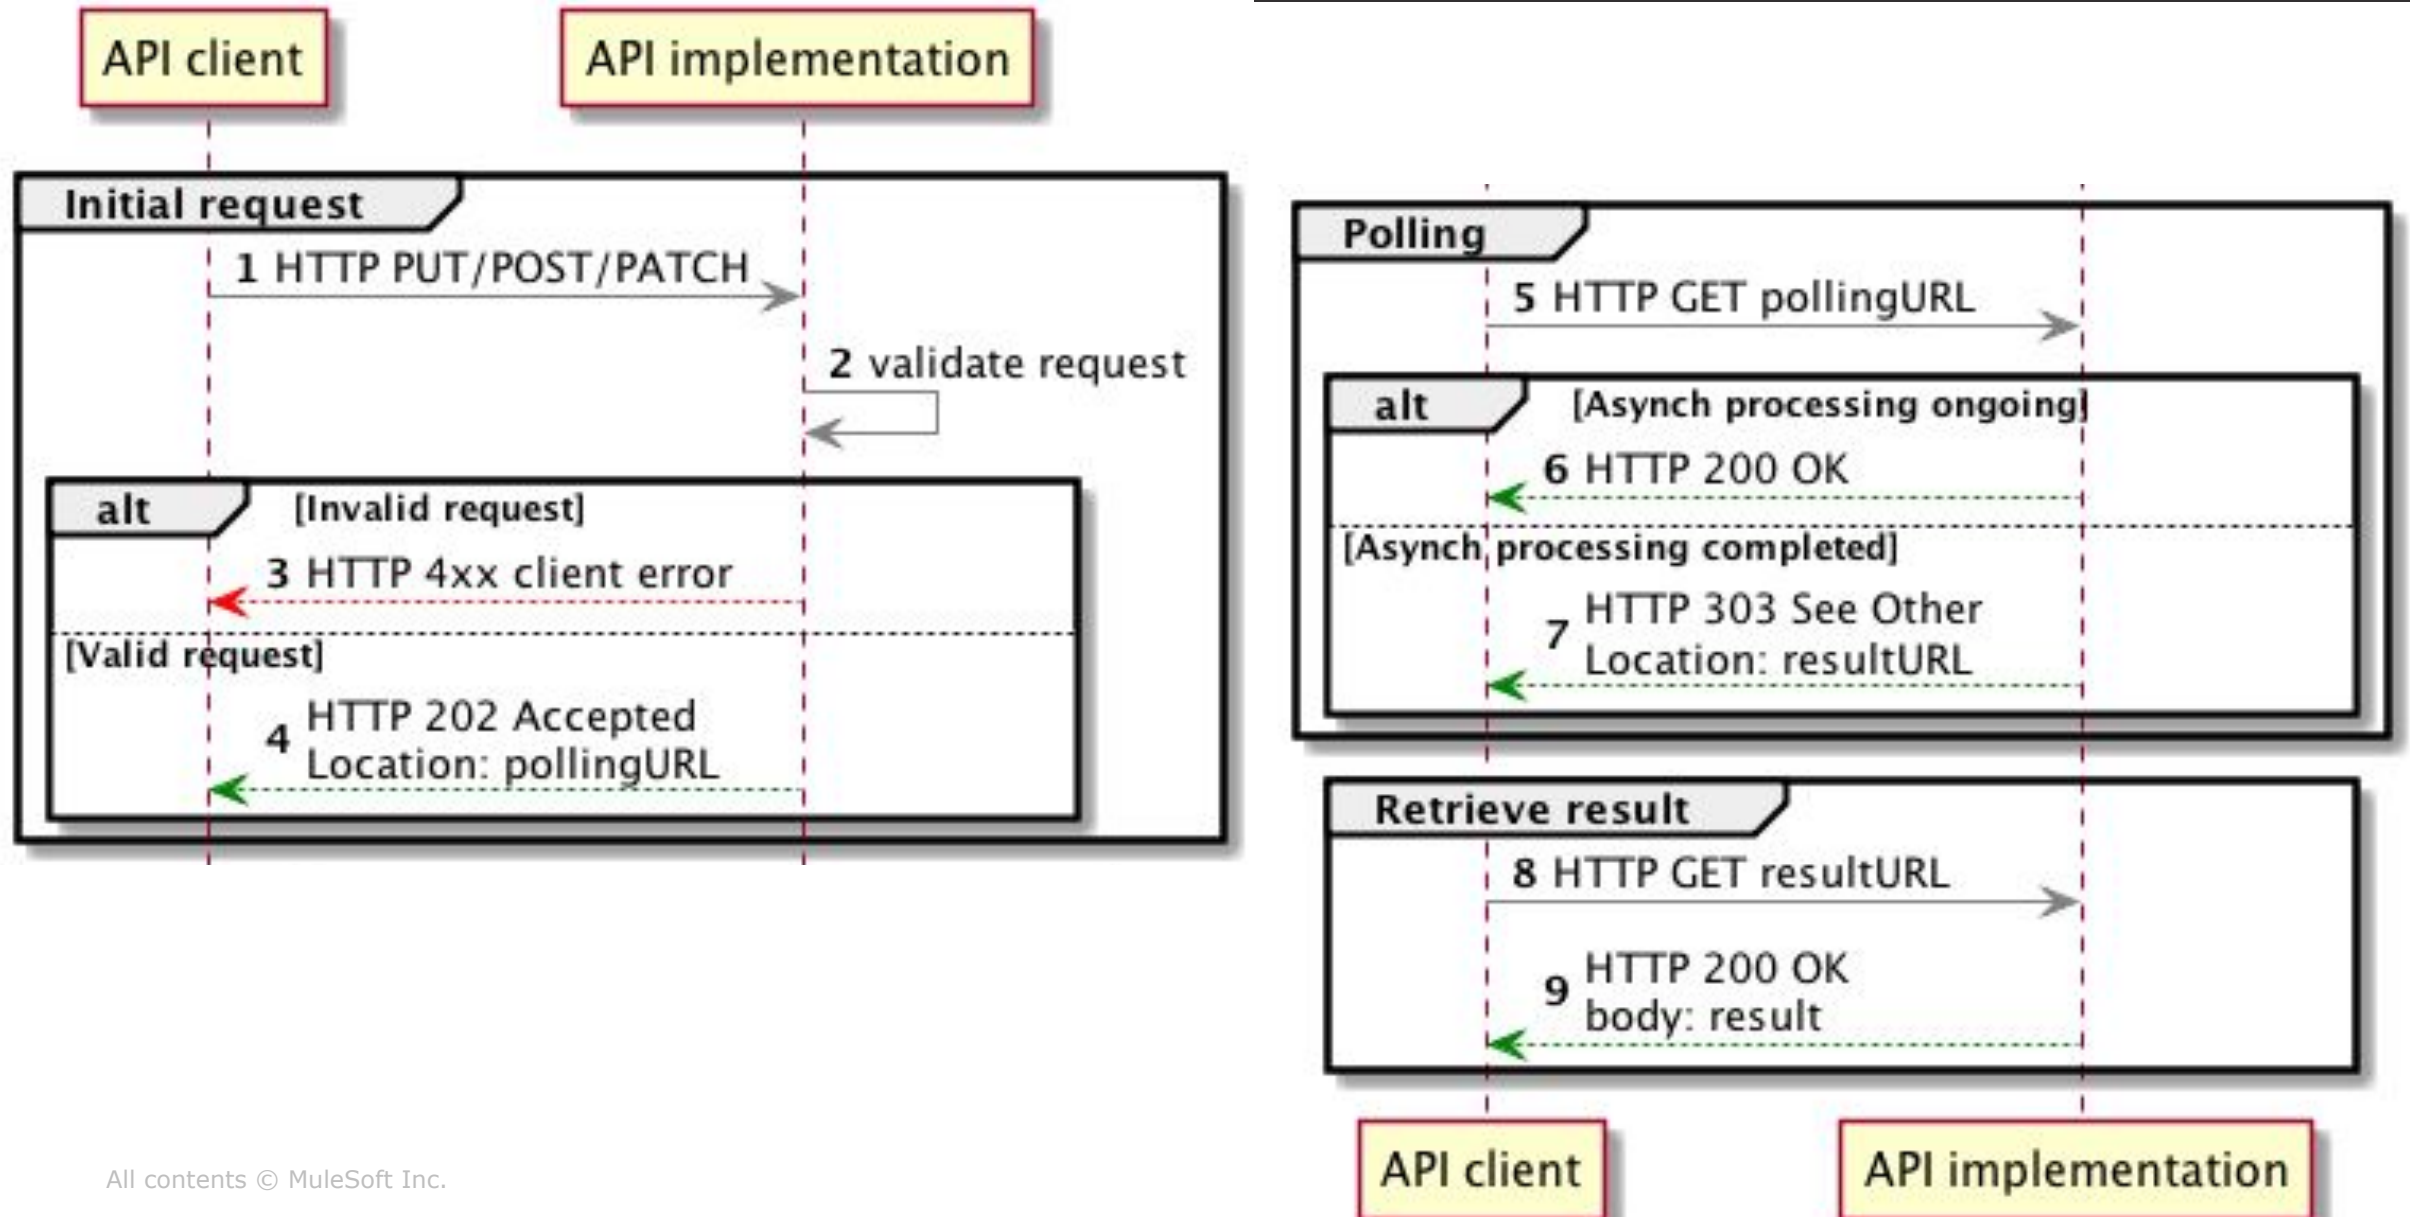 API client
API implementation
Initial request
1 HTTP PUT/POST/PATCH
2 validate request
alt [Invalid request]
3 HTTP 4xx client error
[Valid request]
4 HTTP 202 Accepted
Location: pollingURL
Polling
5 HTTP GET pollingURL
alt [Asynch processing ongoing]
6 HTTP 200 OK
[Asynch processing completed]
7 HTTP 303 See Other
Location: resultURL
Retrieve result
8 HTTP GET resultURL
9 HTTP 200 OK
body: result
API client
API implementation
All contents © MuleSoft Inc.